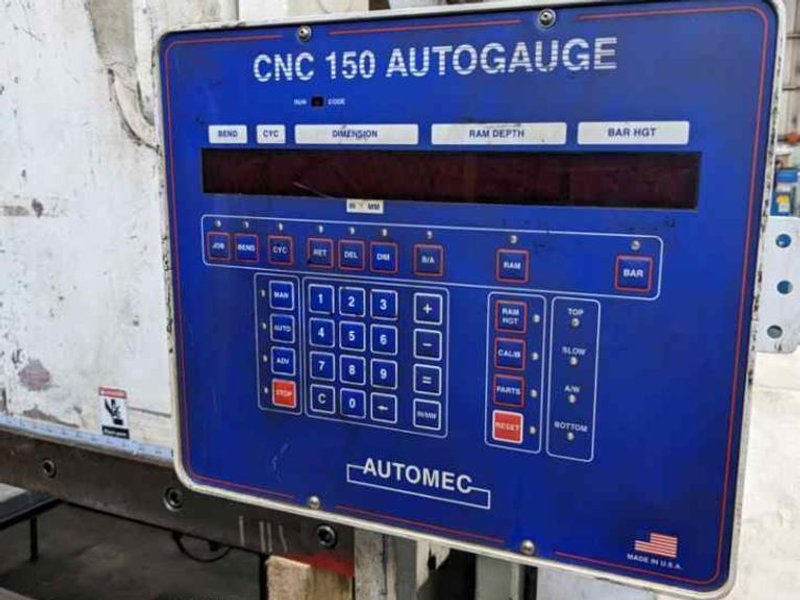 CNC 150 AUTOGAUGE
RUN CODE
BEND CYC DIMENSION RAM DEPTH BAR HGT
IN MM
JOB BEND CYC RET DEL DIM B/A RAM BAR
MAN 1 2 3 + RAM HGT TOP
AUTO 4 5 6 - CALIB SLOW
ADV 7 8 9 = PARTS A/W
STOP C 0 ← IN/MM RESET BOTTOM
AUTOMEC
MADE IN U.S.A.